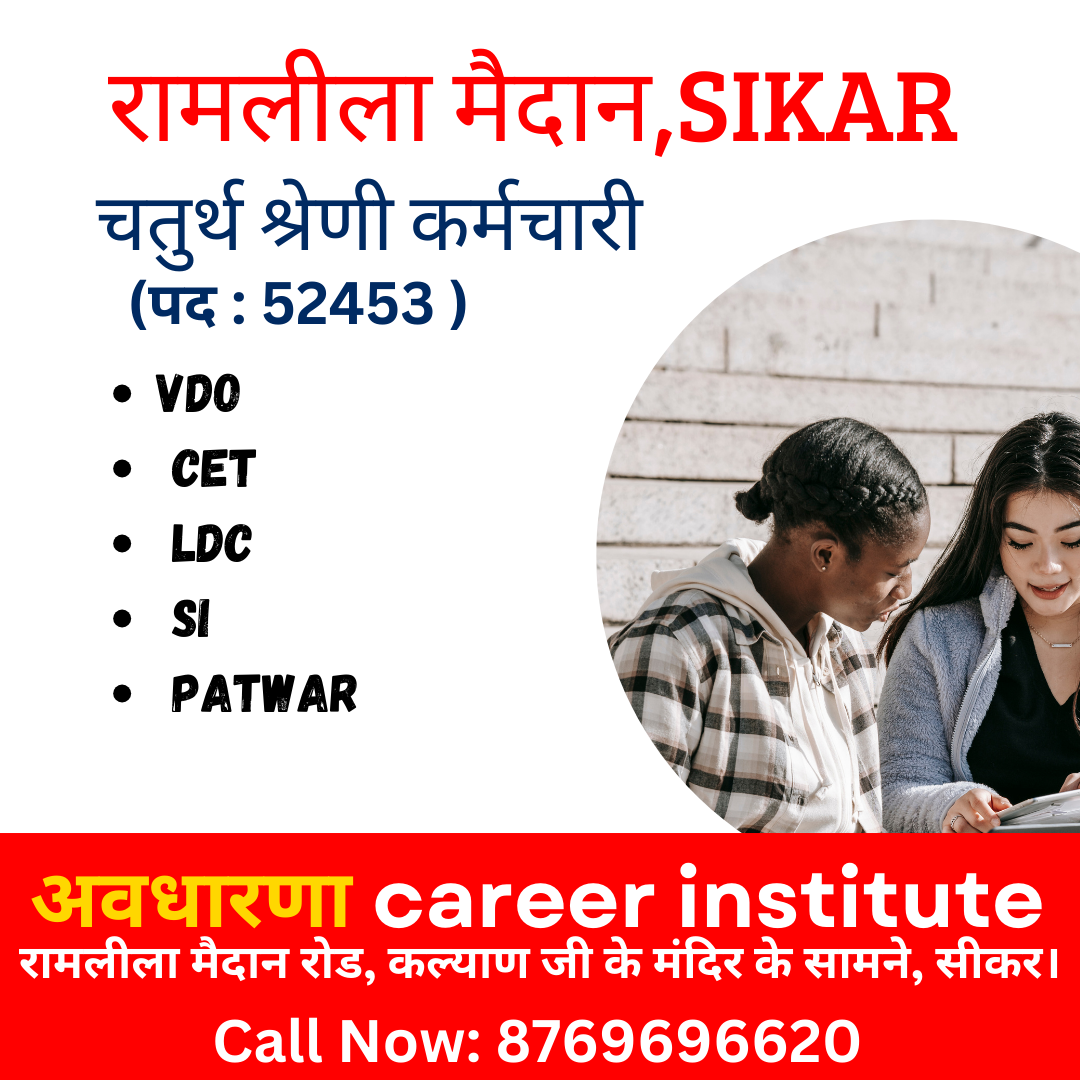 रामलीला मैदान,SIKAR
चतुर्थ श्रेणी कर्मचारी
(पद : 52453 )
• VDO
• CET
• LDC
• SI
• PATWAR
अवधारणा career institute
रामलीला मैदान रोड, कल्याण जी के मंदिर के सामने, सीकर।
Call Now: 8769696620